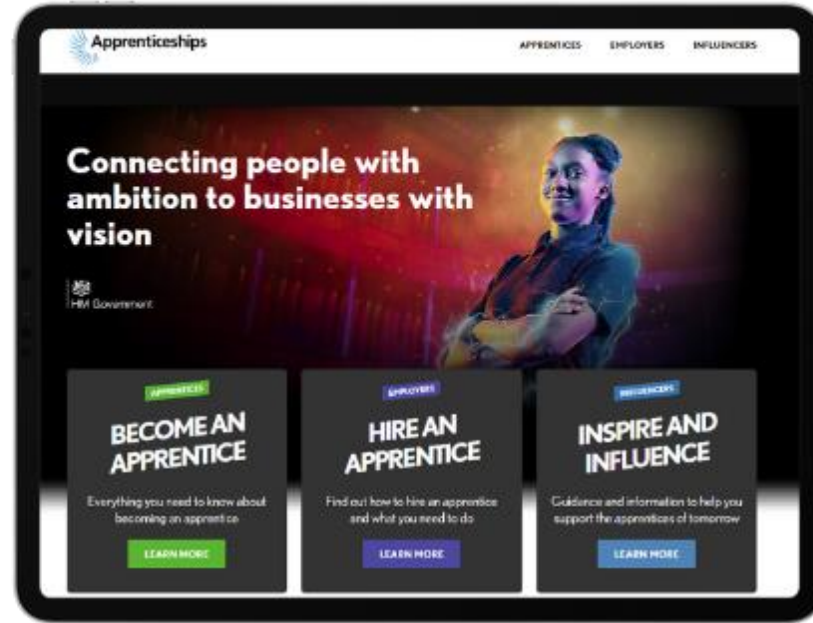 Apprenticeships
APPRENTICES EMPLOYERS INFLUENCERS
Connecting people with
ambition to businesses with
vision
HM Government
APPRENTICES
BECOME AN
APPRENTICE
Everything you need to know about
becoming an apprentice
LEARN MORE
EMPLOYERS
HIRE AN
APPRENTICE
Find out how to hire an apprentice
and what you need to do
LEARN MORE
INFLUENCERS
INSPIRE AND
INFLUENCE
Guidance and information to help you
support the apprentices of tomorrow
LEARN MORE